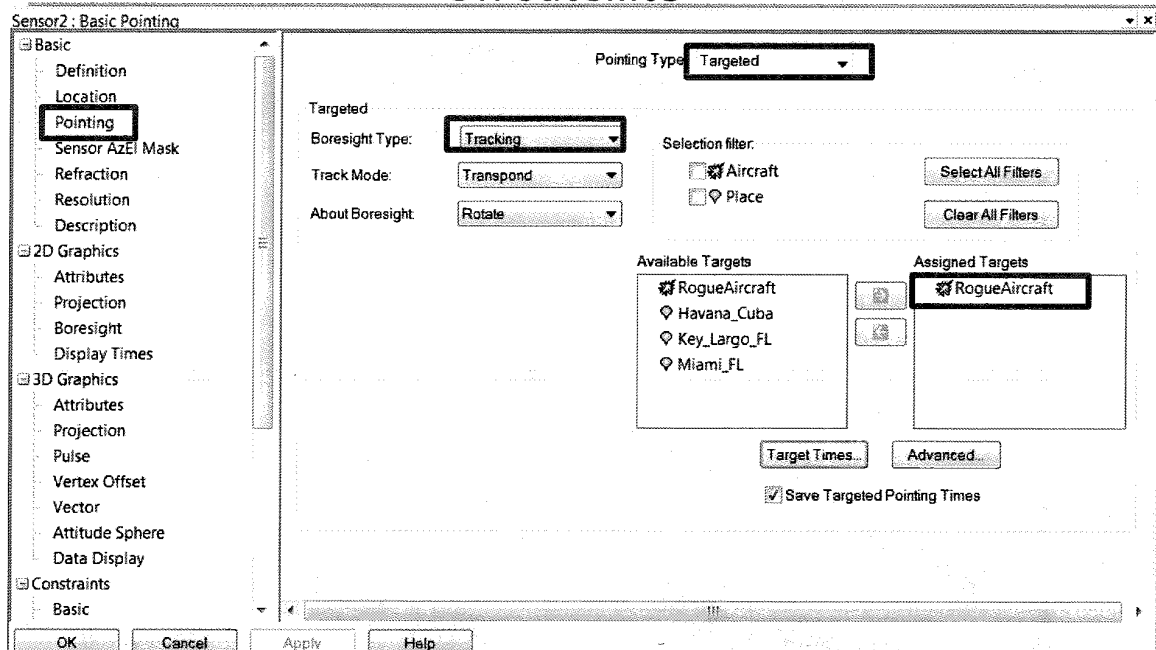 Sensor2 : Basic Pointing
Basic
Definition
Location
Pointing
Sensor AzEl Mask
Refraction
Resolution
Description
2D Graphics
Attributes
Projection
Boresight
Display Times
3D Graphics
Attributes
Projection
Pulse
Vertex Offset
Vector
Attitude Sphere
Data Display
Constraints
Basic
Pointing Type Targeted
Targeted
Boresight Type: Tracking
Track Mode: Transpond
About Boresight: Rotate
Selection filter:
Aircraft
Place
Select All Filters
Clear All Filters
Available Targets
RogueAircraft
Havana_Cuba
Key_Largo_FL
Miami_FL
Assigned Targets
RogueAircraft
Target Times...
Advanced...
Save Targeted Pointing Times
OK Cancel Apply Help